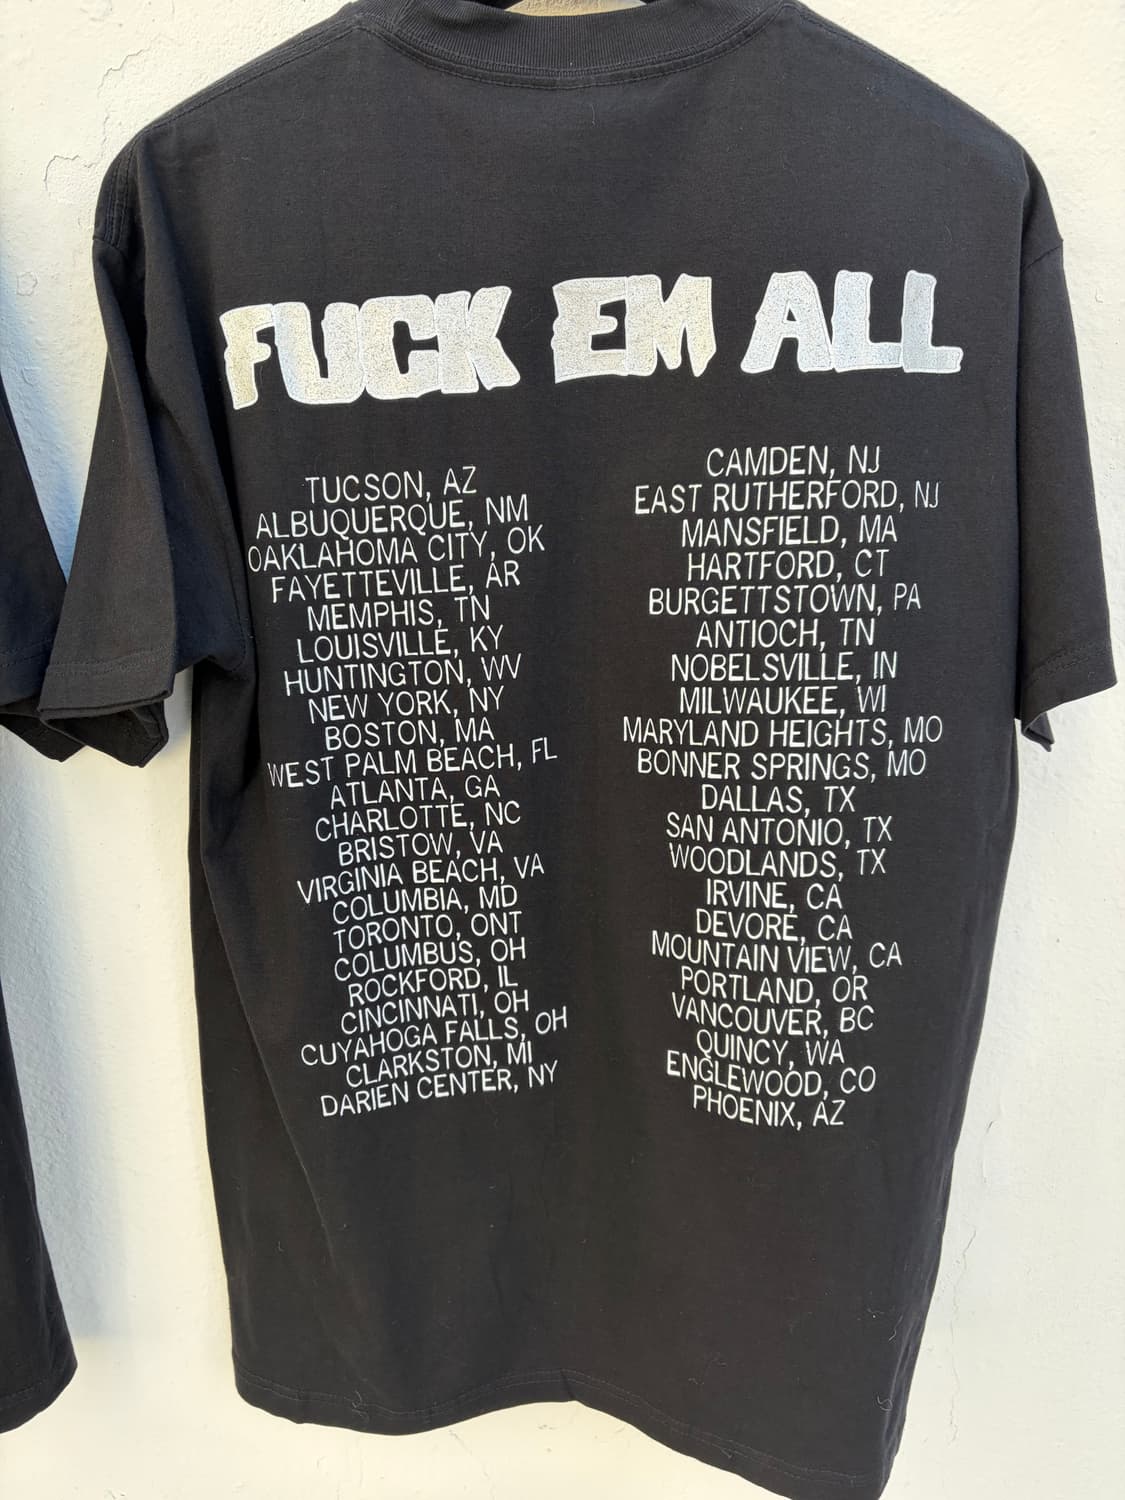 FUCK EM ALL
TUCSON, AZ
ALBUQUERQUE, NM
OAKLAHOMA CITY, OK
FAYETTEVILLE, AR
MEMPHIS, TN
LOUISVILLE, KY
HUNTINGTON, WV
NEW YORK, NY
BOSTON, MA
WEST PALM BEACH, FL
ATLANTA, GA
CHARLOTTE, NC
BRISTOW, VA
VIRGINIA BEACH, VA
COLUMBIA, MD
TORONTO, ONT
COLUMBUS, OH
ROCKFORD, IL
CINCINNATI, OH
CUYAHOGA FALLS, OH
CLARKSTON, MI
DARIEN CENTER, NY
CAMDEN, NJ
EAST RUTHERFORD, NJ
MANSFIELD, MA
HARTFORD, CT
BURGETTSTOWN, PA
ANTIOCH, TN
NOBELSVILLE, IN
MILWAUKEE, WI
MARYLAND HEIGHTS, MO
BONNER SPRINGS, MO
DALLAS, TX
SAN ANTONIO, TX
WOODLANDS, TX
IRVINE, CA
DEVORE, CA
MOUNTAIN VIEW, CA
PORTLAND, OR
VANCOUVER, BC
QUINCY, WA
ENGLEWOOD, CO
PHOENIX, AZ